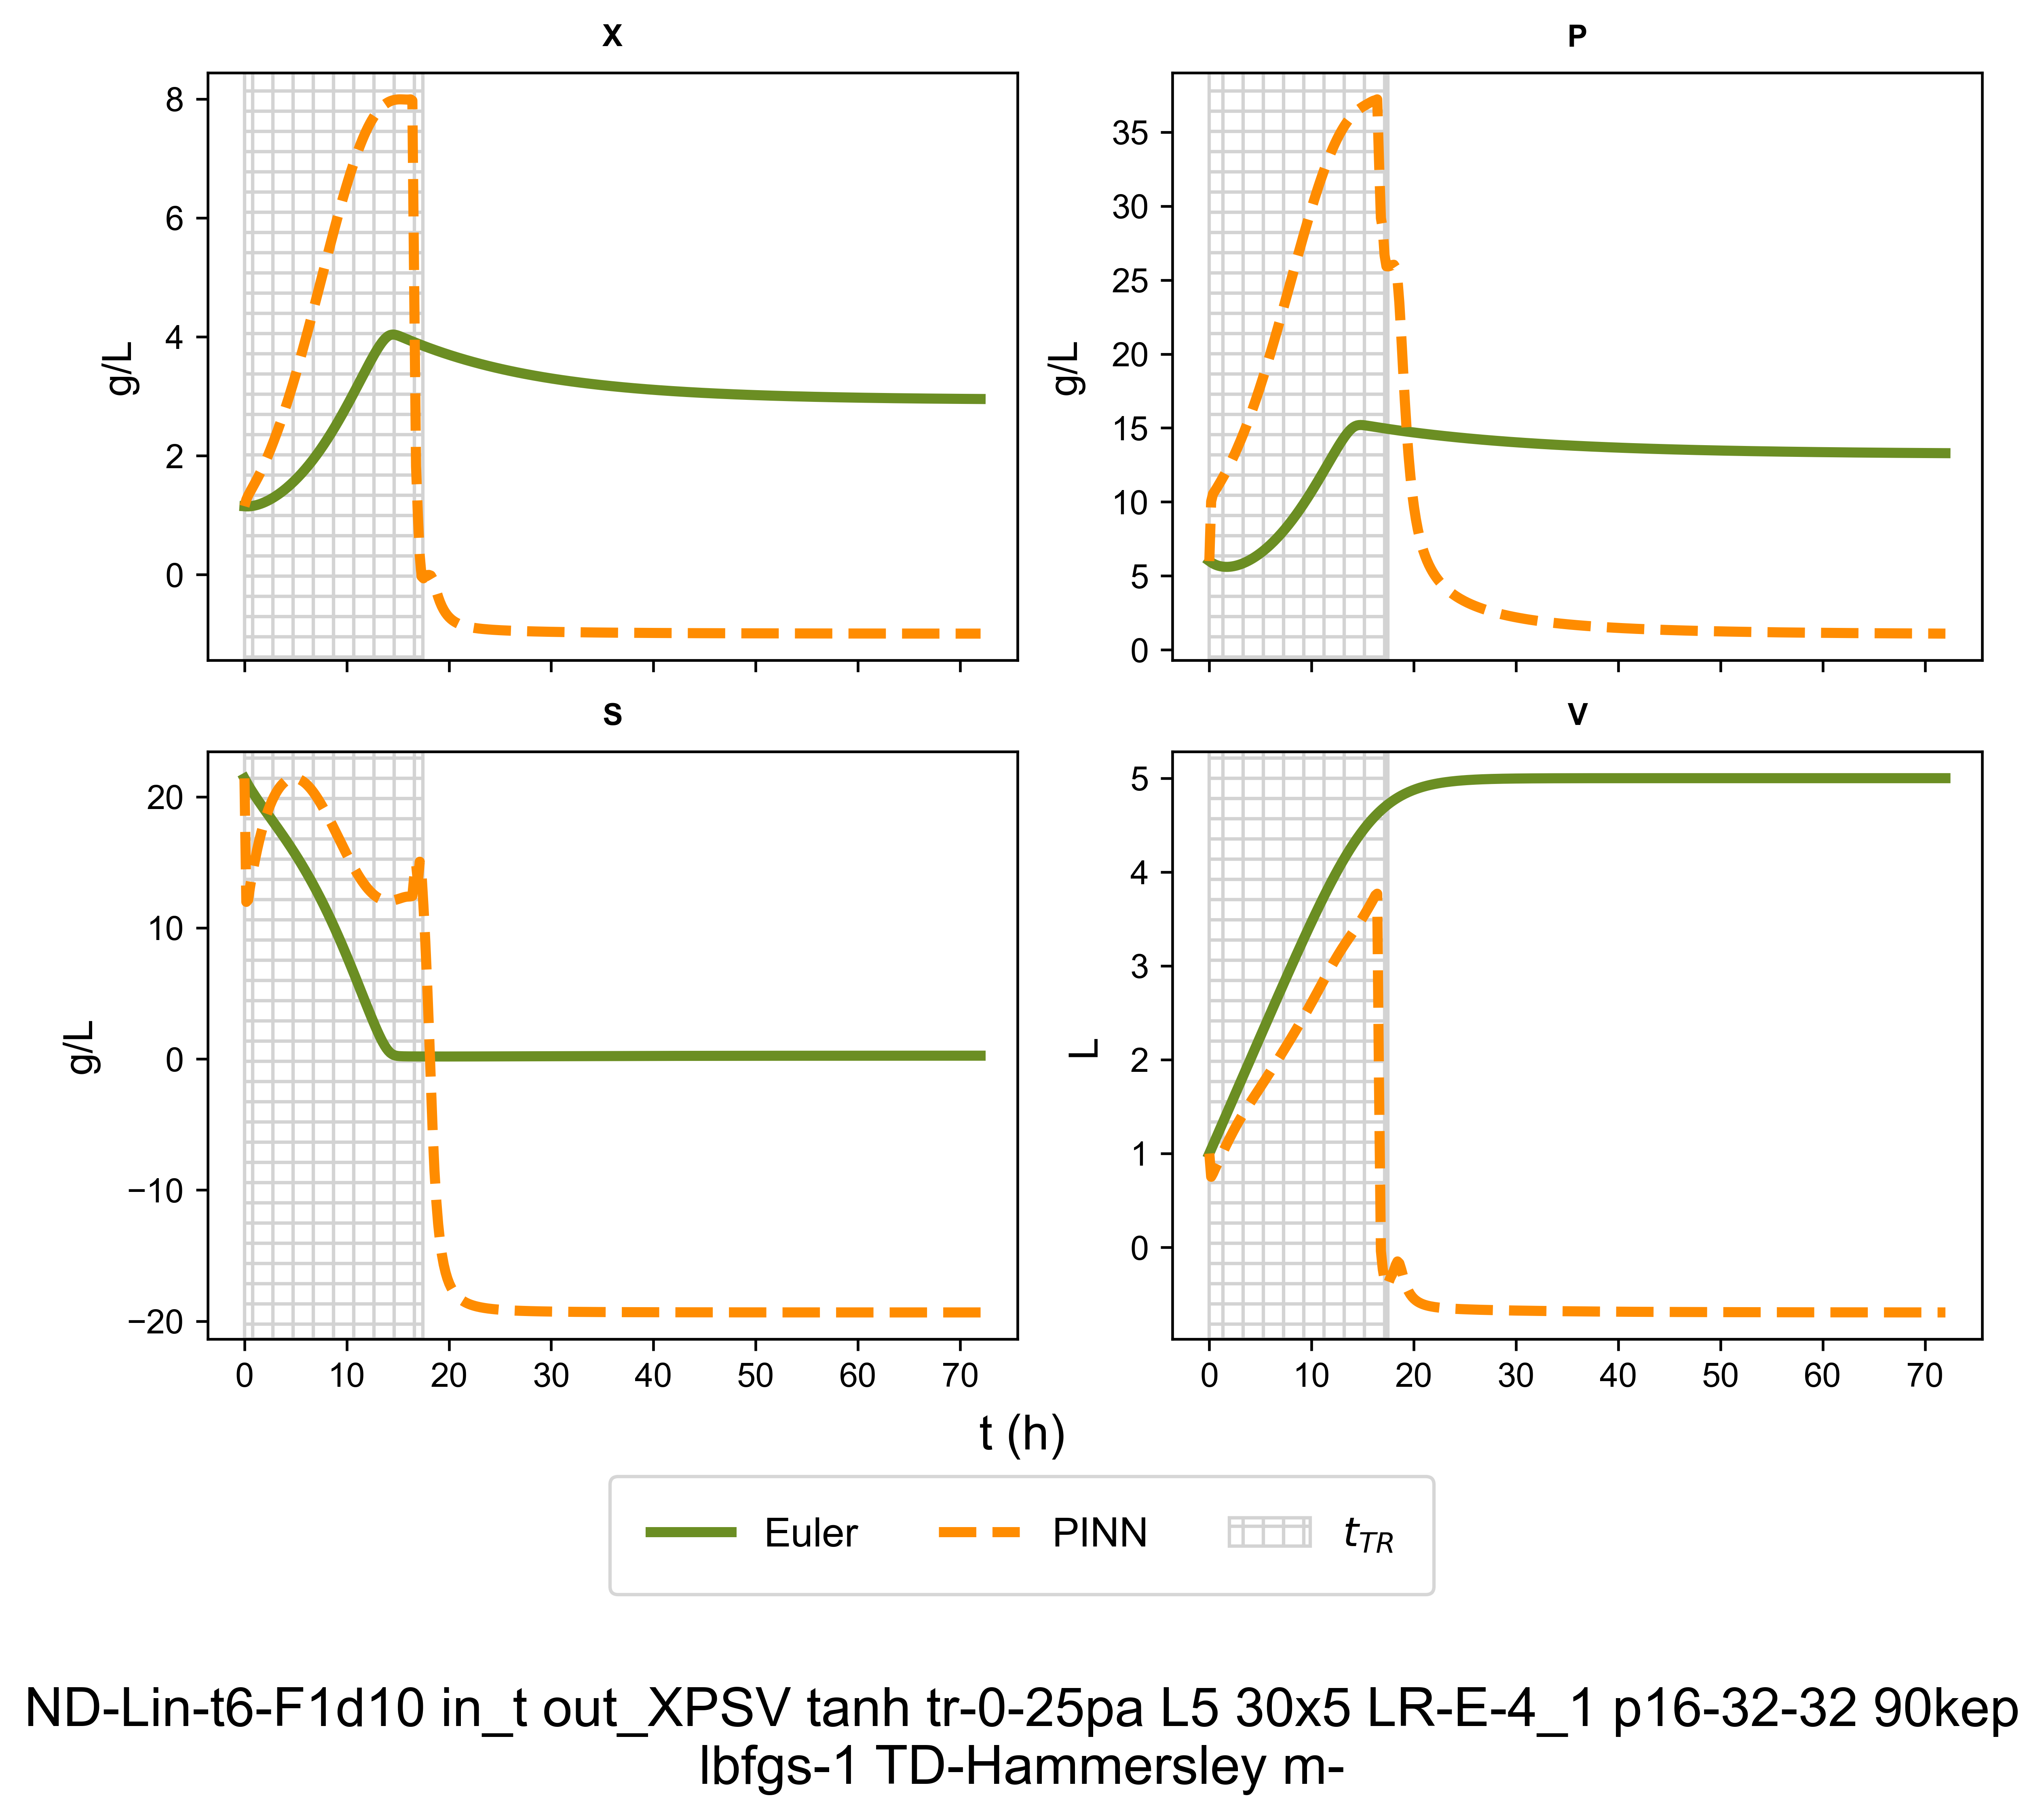 X
P
8
6
4
2
0
g/L
35
30
25
20
15
10
5
0
g/L
S
V
20
10
0
−10
−20
g/L
5
4
3
2
1
0
L
0 10 20 30 40 50 60 70
0 10 20 30 40 50 60 70
t (h)
Euler PINN t_TR
ND-Lin-t6-F1d10 in_t out_XPSV tanh tr-0-25pa L5 30x5 LR-E-4_1 p16-32-32 90kep
lbfgs-1 TD-Hammersley m-